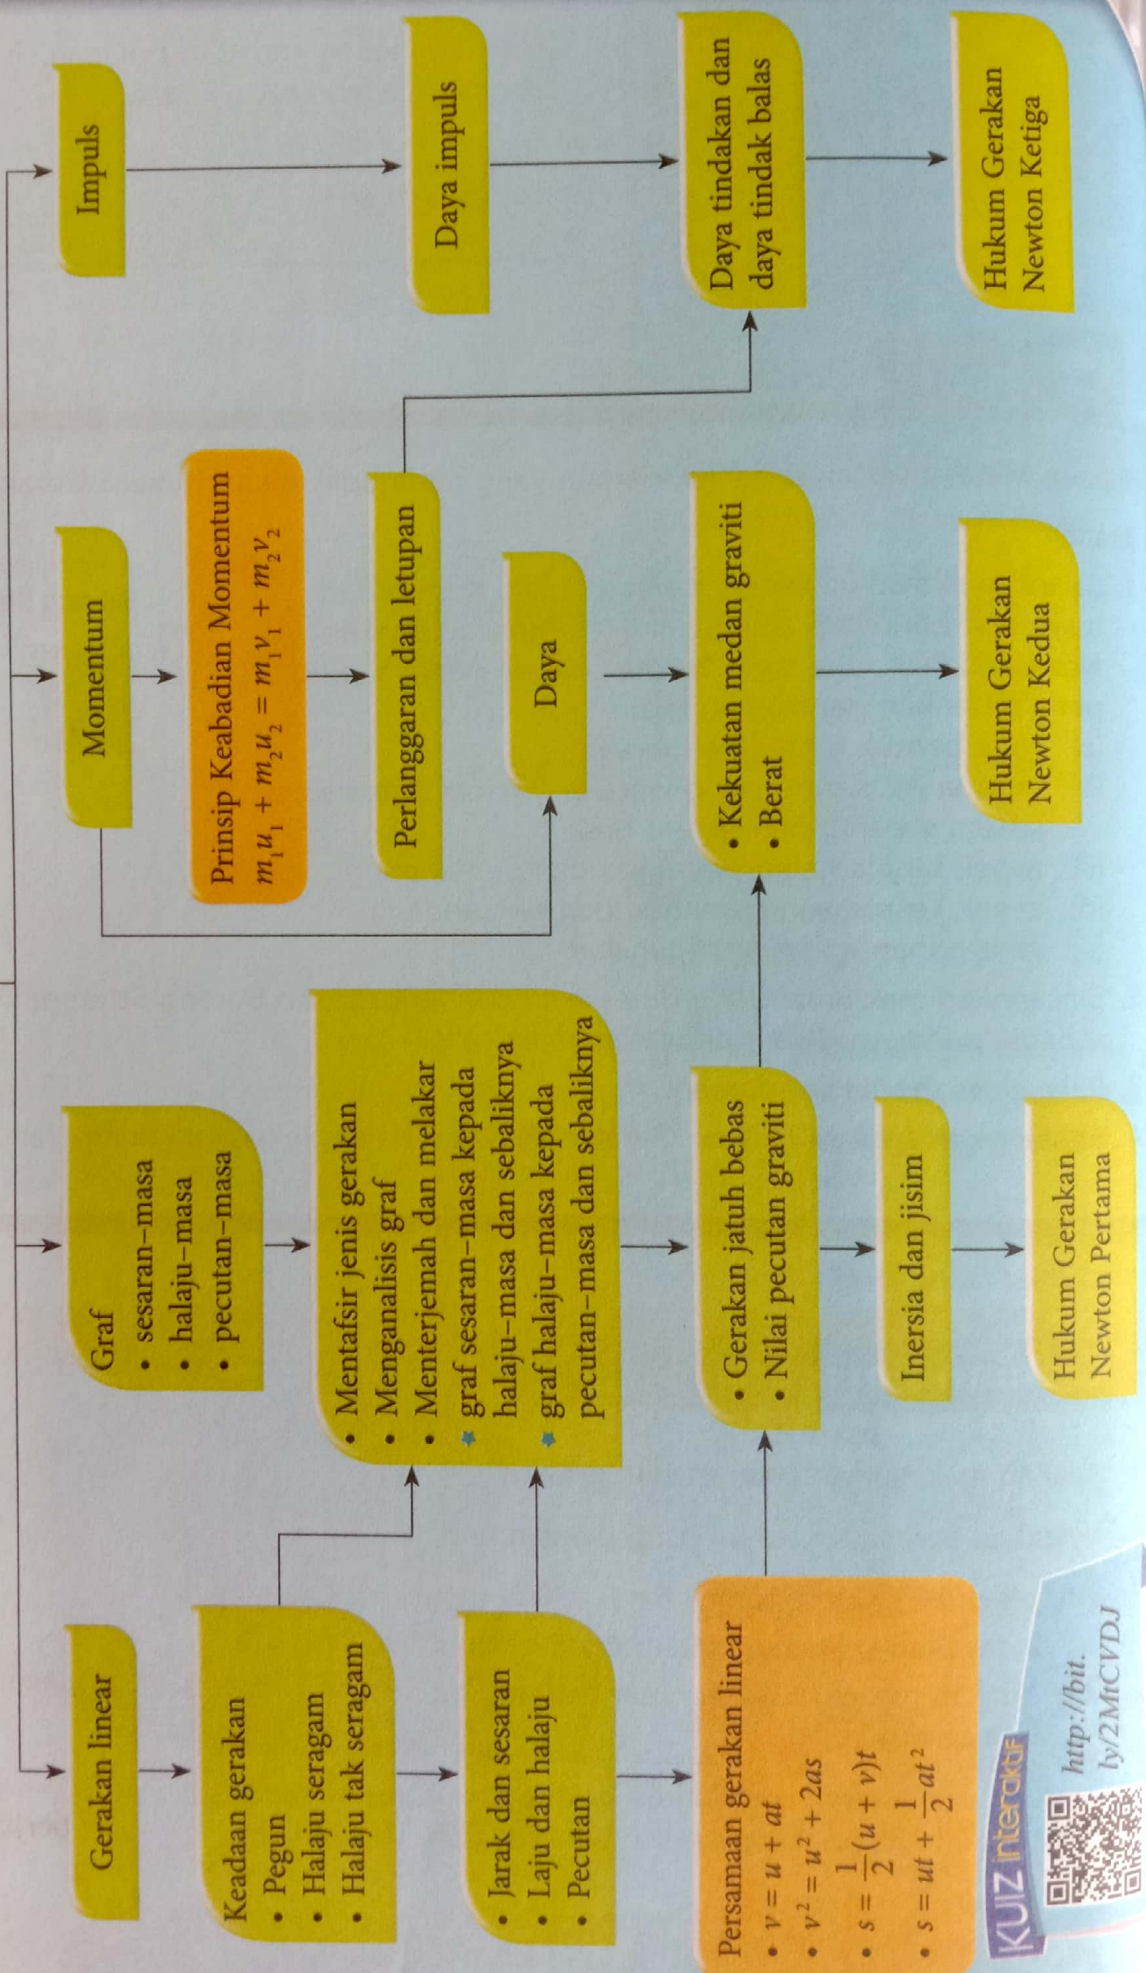 Gerakan linear
Keadaan gerakan
• Pegun
• Halaju seragam
• Halaju tak seragam
• Jarak dan sesaran
• Laju dan halaju
• Pecutan
Persamaan gerakan linear
• v = u + at
• v² = u² + 2as
• s = 1/2(u + v)t
• s = ut + 1/2at²
Graf
• sesaran–masa
• halaju–masa
• pecutan–masa
• Mentafsir jenis gerakan
• Menganalisis graf
• Menterjemah dan melakar
★ graf sesaran–masa kepada
halaju–masa dan sebaliknya
★ graf halaju–masa kepada
pecutan–masa dan sebaliknya
• Gerakan jatuh bebas
• Nilai pecutan graviti
Inersia dan jisim
Hukum Gerakan
Newton Pertama
Momentum
Prinsip Keabadian Momentum
m₁u₁ + m₂u₂ = m₁v₁ + m₂v₂
Perlanggaran dan letupan
Daya
• Kekuatan medan graviti
• Berat
Hukum Gerakan
Newton Kedua
Impuls
Daya impuls
Daya tindakan dan
daya tindak balas
Hukum Gerakan
Newton Ketiga
KUIZ interaktif
http://bit.
ly/2MtCVDJ